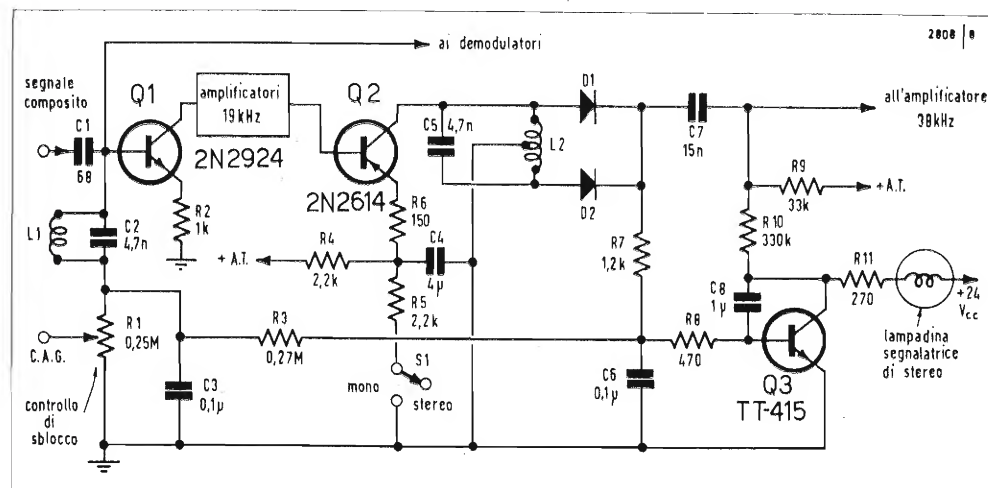 2808 | 8
ai demodulatori
segnale
composito
Q1
amplificatori
19 kHz
Q2
D1
C1
68
2N2924
C5
4,7n
L2
C7
15n
all'amplificatore
38kHz
2N2614
D2
R9
33k
+A.T.
L1
C2
4,7n
R2
1k
R6
150
R10
330k
+ A.T.
R4
2,2k
C4
4µ
R7
1,2k
R5
2,2k
C8
1µ
R11
270
+24
Vcc
R1
0,25M
C.A.G.
R3
0,27M
R8
470
lampadina
segnalatrice
di stereo
S1
mono
stereo
C3
0,1µ
C6
0,1µ
Q3
TT-415
controllo
di
sblocco